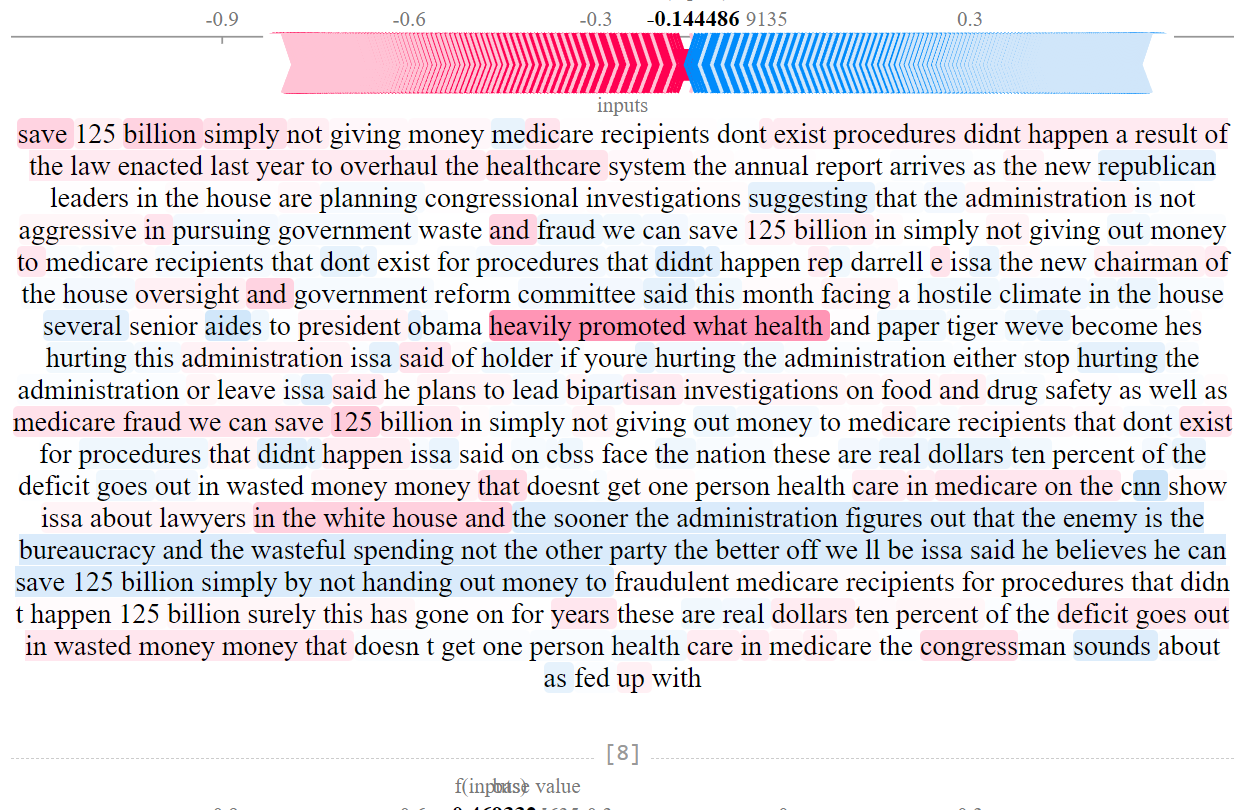 -0.9 -0.6 -0.3 -0.144486 9135 0.3
inputs
save 125 billion simply not giving money medicare recipients dont exist procedures didnt happen a result of
the law enacted last year to overhaul the healthcare system the annual report arrives as the new republican
leaders in the house are planning congressional investigations suggesting that the administration is not
aggressive in pursuing government waste and fraud we can save 125 billion in simply not giving out money
to medicare recipients that dont exist for procedures that didnt happen rep darrell e issa the new chairman of
the house oversight and government reform committee said this month facing a hostile climate in the house
several senior aides to president obama heavily promoted what health and paper tiger weve become hes
hurting this administration issa said of holder if youre hurting the administration either stop hurting the
administration or leave issa said he plans to lead bipartisan investigations on food and drug safety as well as
medicare fraud we can save 125 billion in simply not giving out money to medicare recipients that dont exist
for procedures that didnt happen issa said on cbss face the nation these are real dollars ten percent of the
deficit goes out in wasted money money that doesnt get one person health care in medicare on the cnn show
issa about lawyers in the white house and the sooner the administration figures out that the enemy is the
bureaucracy and the wasteful spending not the other party the better off we ll be issa said he believes he can
save 125 billion simply by not handing out money to fraudulent medicare recipients for procedures that didn
t happen 125 billion surely this has gone on for years these are real dollars ten percent of the deficit goes out
in wasted money money that doesn t get one person health care in medicare the congressman sounds about
as fed up with
[8]
f(inputs) base value